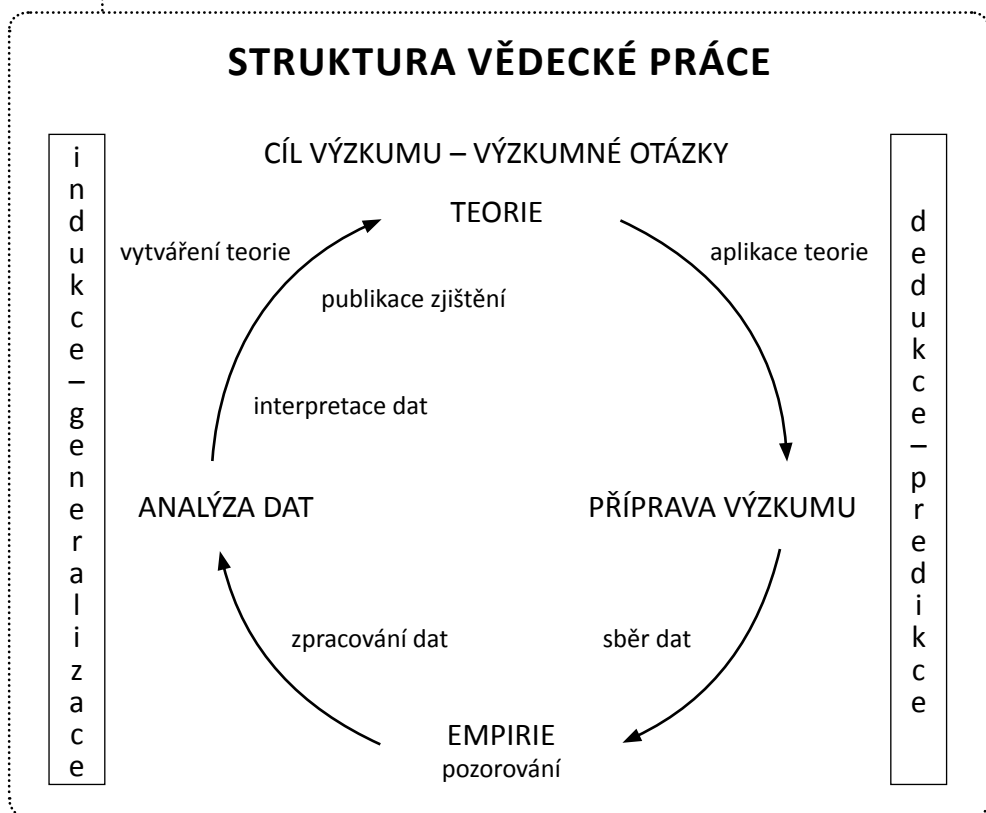 STRUKTURA VĚDECKÉ PRÁCE
indukce – generalizace
CÍL VÝZKUMU – VÝZKUMNÉ OTÁZKY
TEORIE
vytváření teorie
aplikace teorie
publikace zjištění
interpretace dat
ANALÝZA DAT
PŘÍPRAVA VÝZKUMU
zpracování dat
sběr dat
EMPIRIE
pozorování
dedukce – predikce